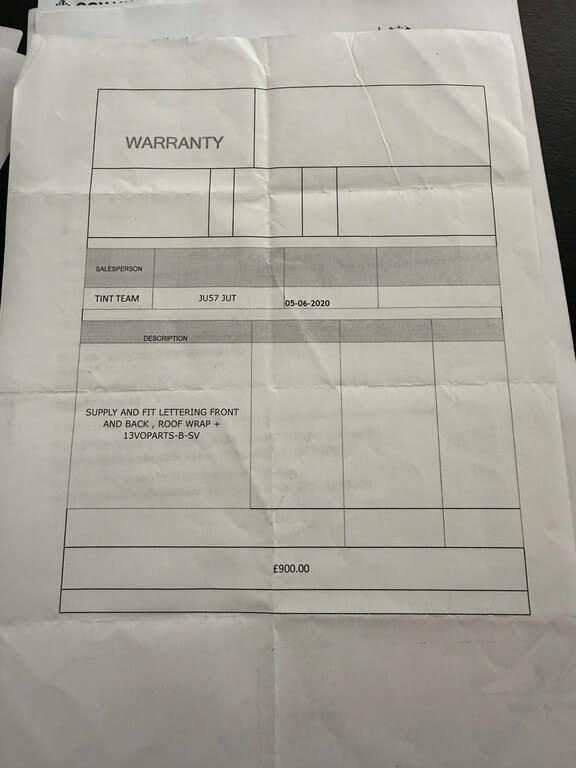 WARRANTY
SALESPERSON
TINT TEAM JU57 JUT 05-06-2020
DESCRIPTION
SUPPLY AND FIT LETTERING FRONT
AND BACK , ROOF WRAP +
13VOPARTS-B-SV
£900.00